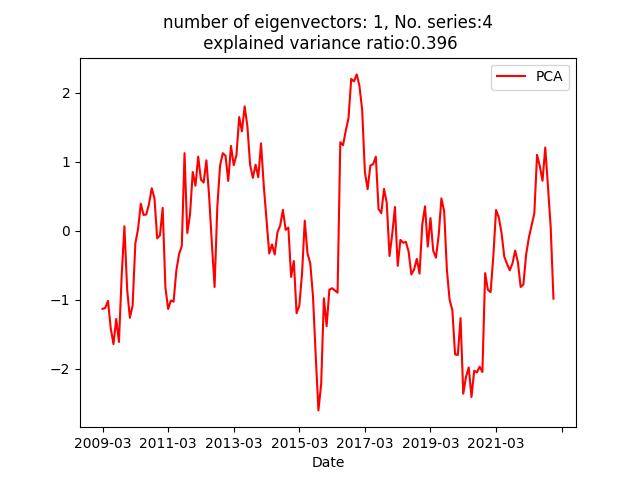 number of eigenvectors: 1, No. series:4
explained variance ratio:0.396
PCA
2
1
0
−1
−2
2009-03 2011-03 2013-03 2015-03 2017-03 2019-03 2021-03
Date